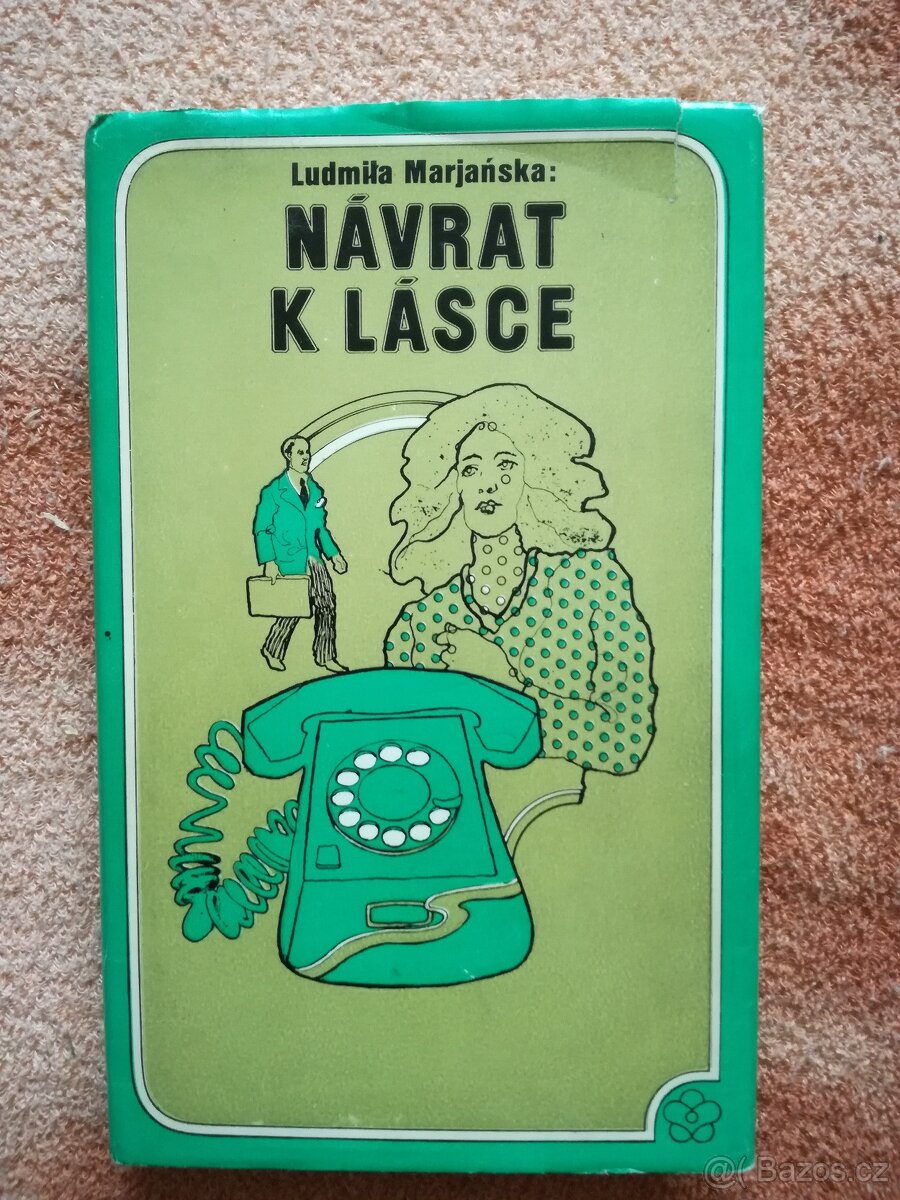 Ludmiła Marjańska:
NÁVRAT
K LÁSCE
@( Bazos.cz